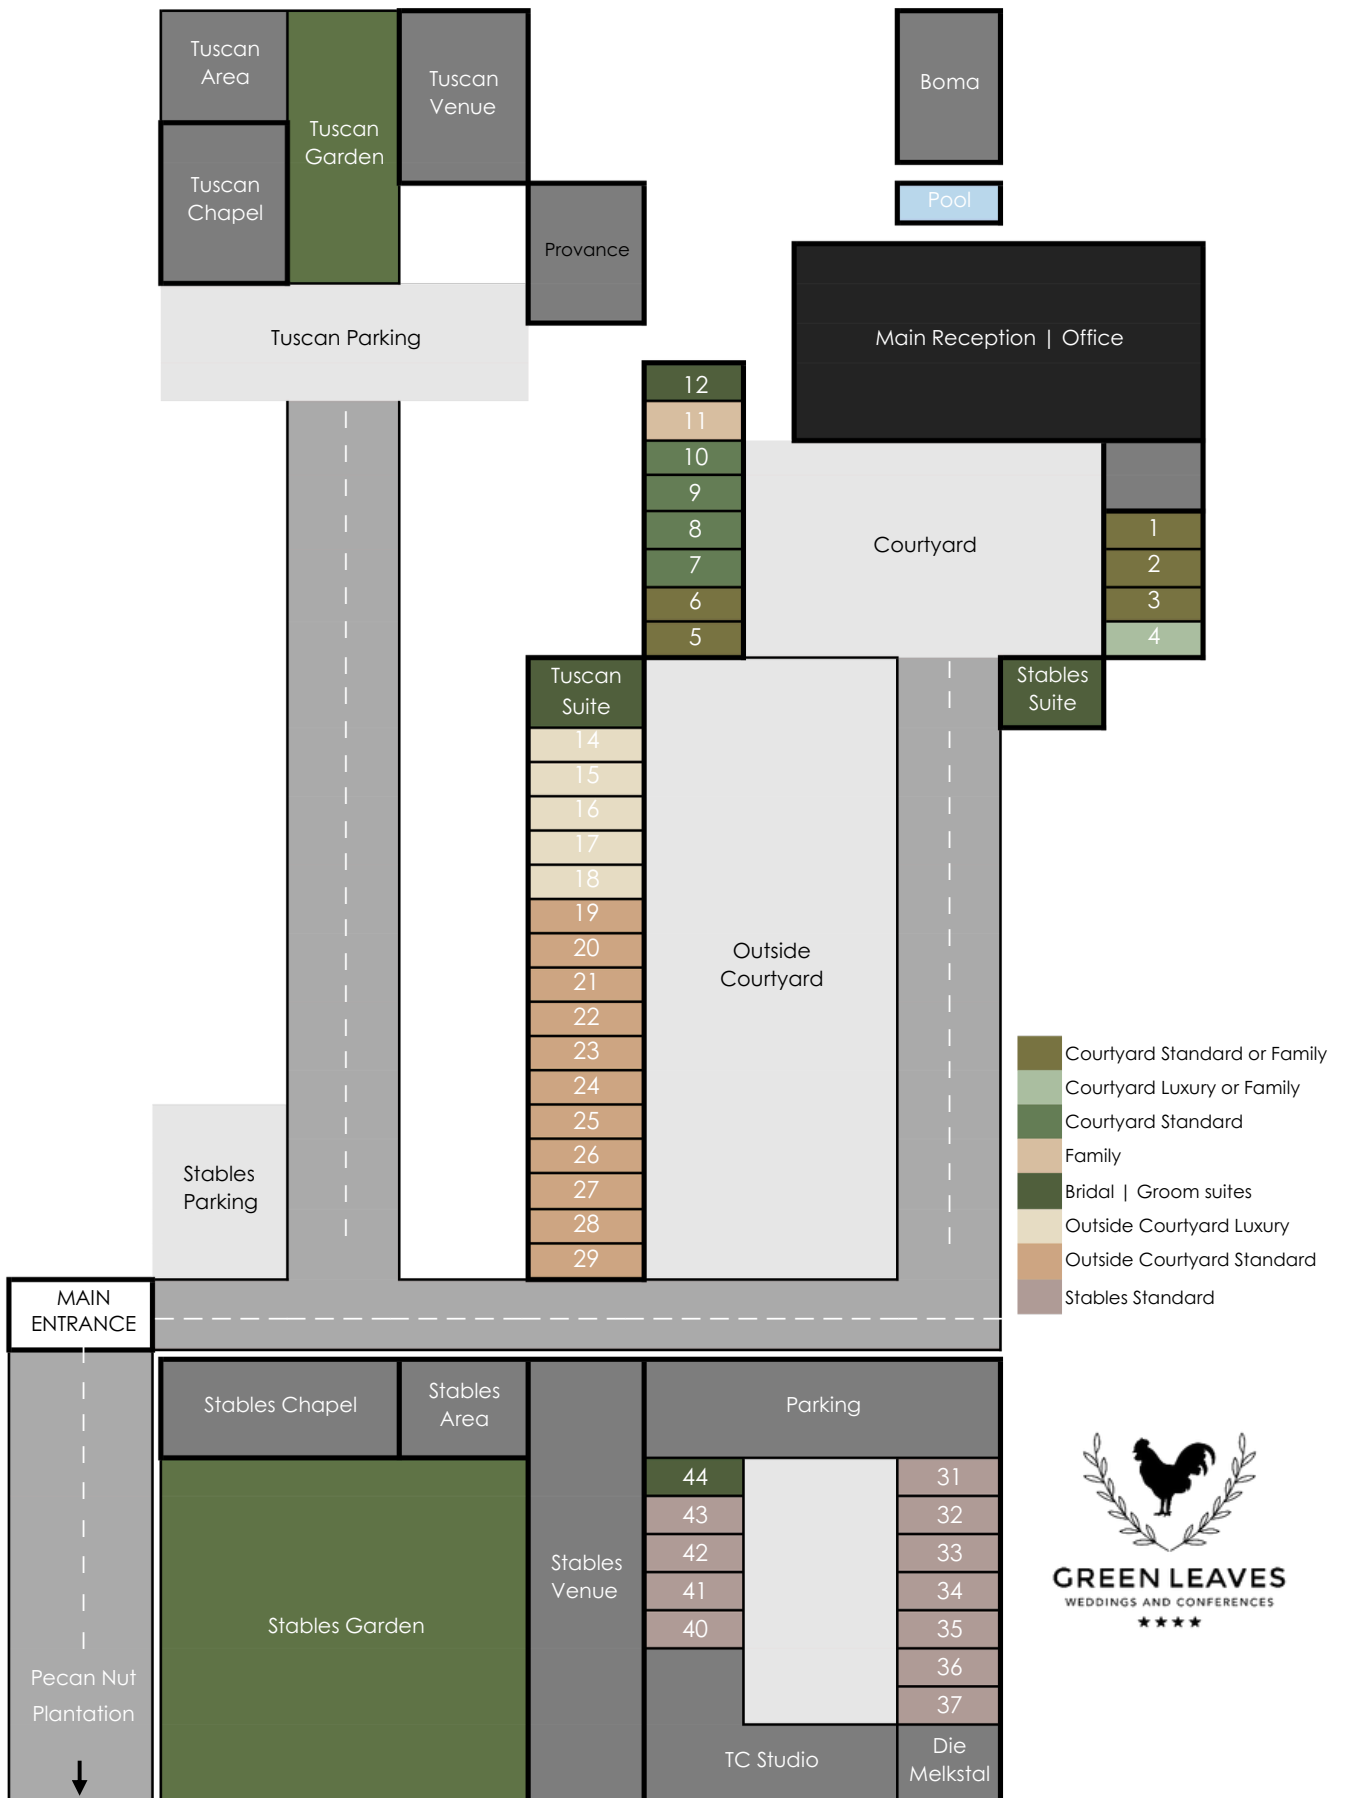 Tuscan
Area
Tuscan
Garden
Tuscan
Venue
Boma
Tuscan
Chapel
Pool
Provance
Tuscan Parking
Main Reception | Office
12
11
10
9
8
7
6
5
Courtyard
1
2
3
4
Tuscan
Suite
Stables
Suite
14
15
16
17
18
19
20
21
22
23
24
25
26
27
28
29
Outside
Courtyard
Courtyard Standard or Family
Courtyard Luxury or Family
Courtyard Standard
Family
Bridal | Groom suites
Outside Courtyard Luxury
Outside Courtyard Standard
Stables Standard
Stables
Parking
MAIN
ENTRANCE
Stables Chapel
Stables
Area
Parking
44
43
42
41
40
31
32
33
34
35
36
37
Stables
Venue
Stables Garden
Pecan Nut
Plantation
TC Studio
Die
Melkstal
GREEN LEAVES
WEDDINGS AND CONFERENCES